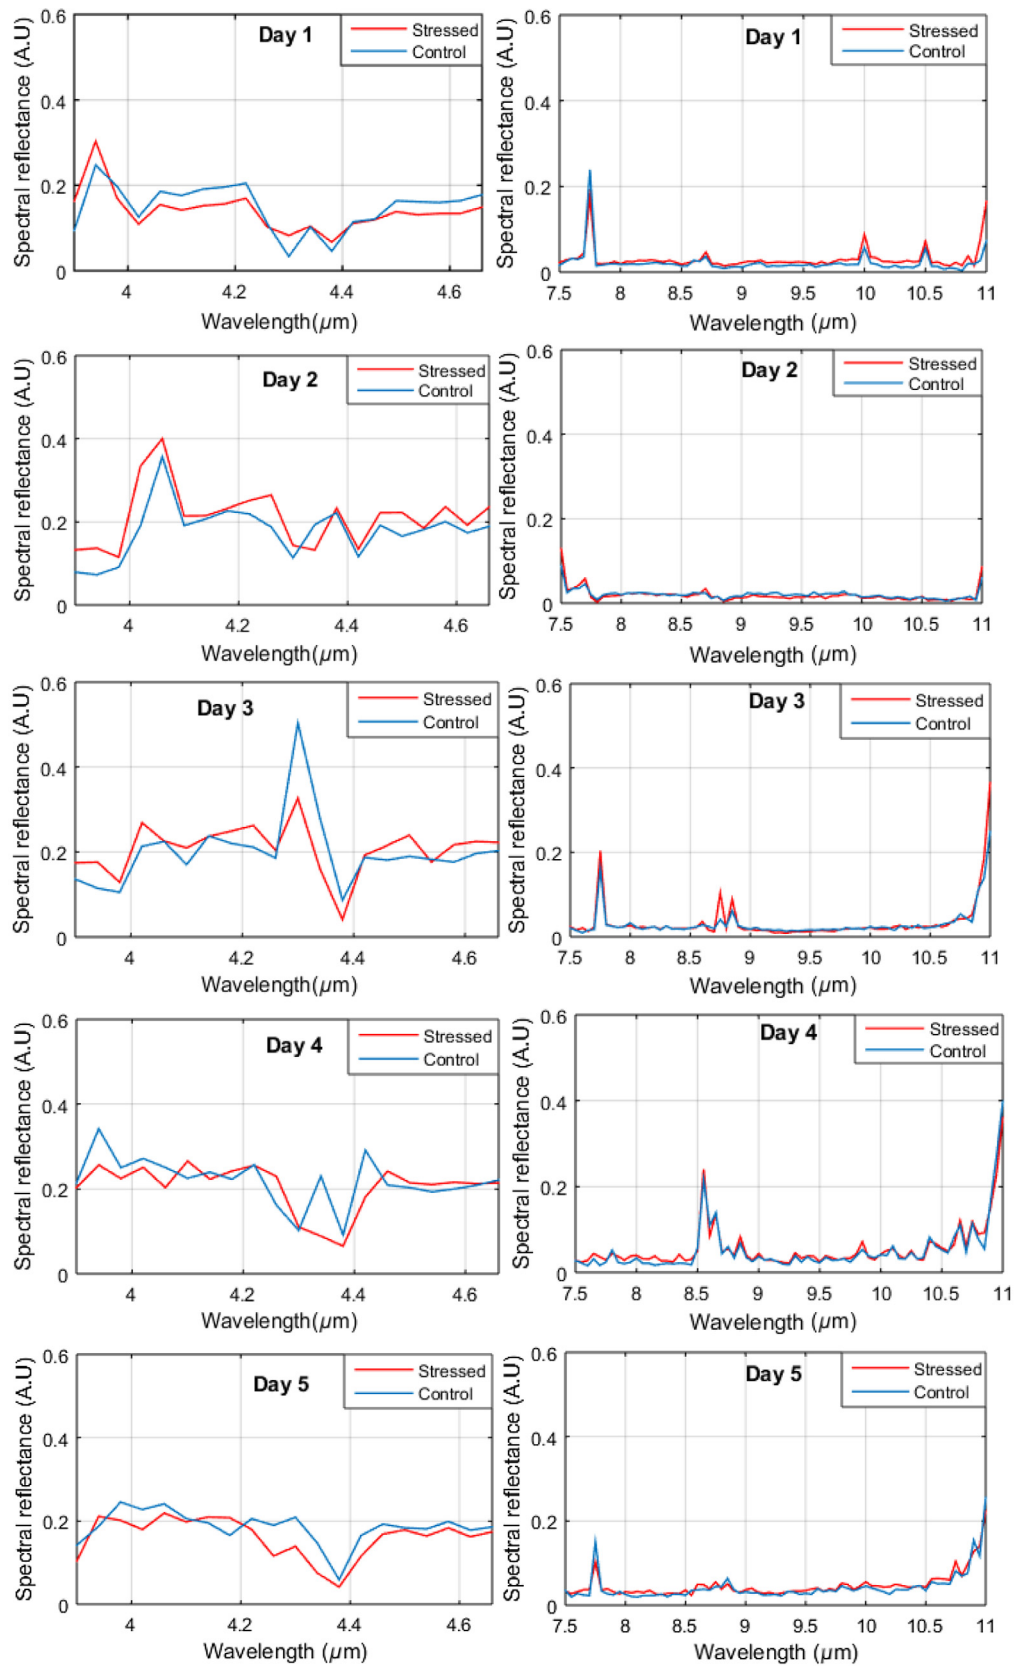 Spectral reflectance (A.U)
0.6
0.4
0.2
0
Day 1
Stressed
Control
4
4.2
4.4
4.6
Wavelength(µm)
Spectral reflectance (A.U)
0.6
0.4
0.2
0
Day 1
Stressed
Control
7.5
8
8.5
9
9.5
10
10.5
11
Wavelength (µm)
Spectral reflectance (A.U)
0.6
0.4
0.2
0
Day 2
Stressed
Control
4
4.2
4.4
4.6
Wavelength(µm)
Spectral reflectance (A.U)
0.6
0.4
0.2
0
Day 2
Stressed
Control
7.5
8
8.5
9
9.5
10
10.5
11
Wavelength (µm)
Spectral reflectance (A.U)
0.6
0.4
0.2
0
Day 3
Stressed
Control
4
4.2
4.4
4.6
Wavelength(µm)
Spectral reflectance (A.U)
0.6
0.4
0.2
0
Day 3
Stressed
Control
7.5
8
8.5
9
9.5
10
10.5
11
Wavelength (µm)
Spectral reflectance (A.U)
0.6
0.4
0.2
0
Day 4
Stressed
Control
4
4.2
4.4
4.6
Wavelength(µm)
Spectral reflectance (A.U)
0.6
0.4
0.2
0
Day 4
Stressed
Control
7.5
8
8.5
9
9.5
10
10.5
11
Wavelength (µm)
Spectral reflectance (A.U)
0.6
0.4
0.2
0
Day 5
Stressed
Control
4
4.2
4.4
4.6
Wavelength (µm)
Spectral reflectance (A.U)
0.6
0.4
0.2
0
Day 5
Stressed
Control
7.5
8
8.5
9
9.5
10
10.5
11
Wavelength (µm)